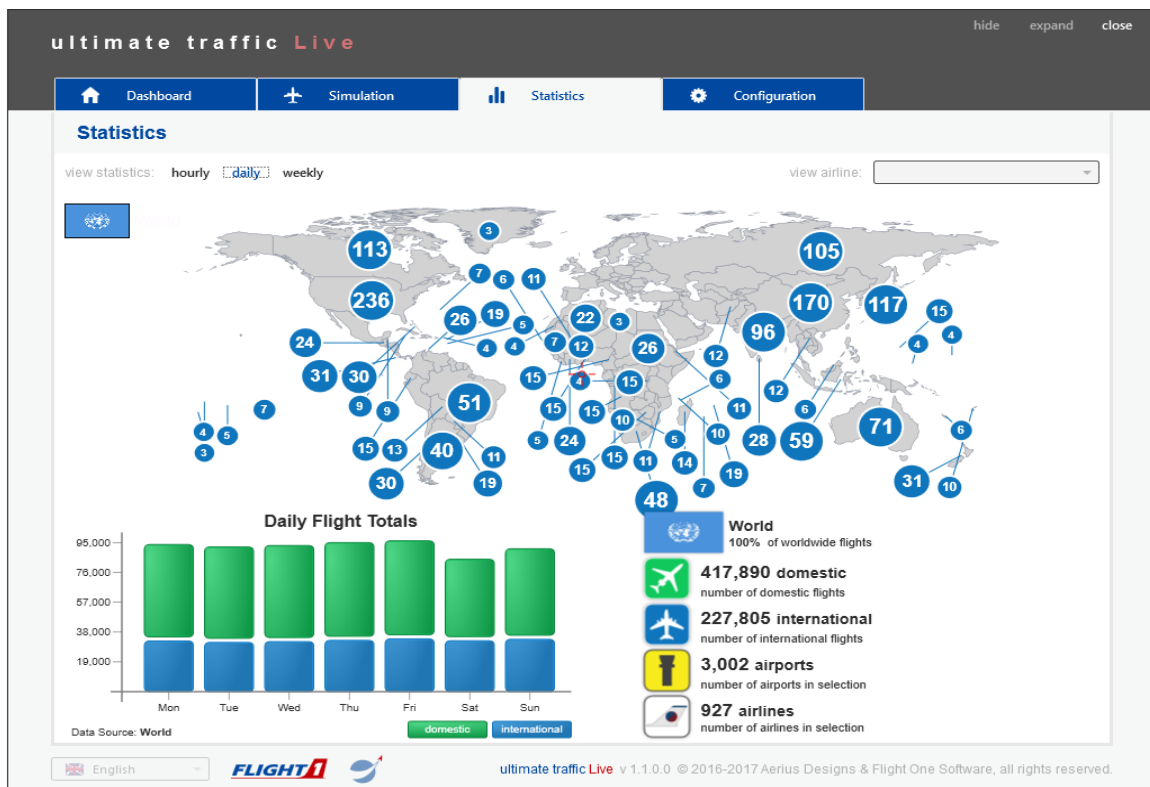 hide expand close
ultimate traffic Live
Dashboard Simulation Statistics Configuration
Statistics
view statistics: hourly daily weekly view airline:
3
113 105
7 6 11
236 170 117
26 19 5 22 3 15
24 4 4 7 12 26 96 4 4
31 30 15 4 15 12 6 12
9 9 51 15 15 11 6
7 10 5 10
4 5 5 24 28 59 71 6
3 15 13 40 11 15 15 11 14 19 31 10
30 19 7
48
Daily Flight Totals
95,000
76,000
57,000
38,000
19,000
Mon Tue Wed Thu Fri Sat Sun
Data Source: World domestic international
World
100% of worldwide flights
417,890 domestic
number of domestic flights
227,805 international
number of international flights
3,002 airports
number of airports in selection
927 airlines
number of airlines in selection
English FLIGHT1 ultimate traffic Live v 1.1.0.0 © 2016-2017 Aerius Designs & Flight One Software, all rights reserved.